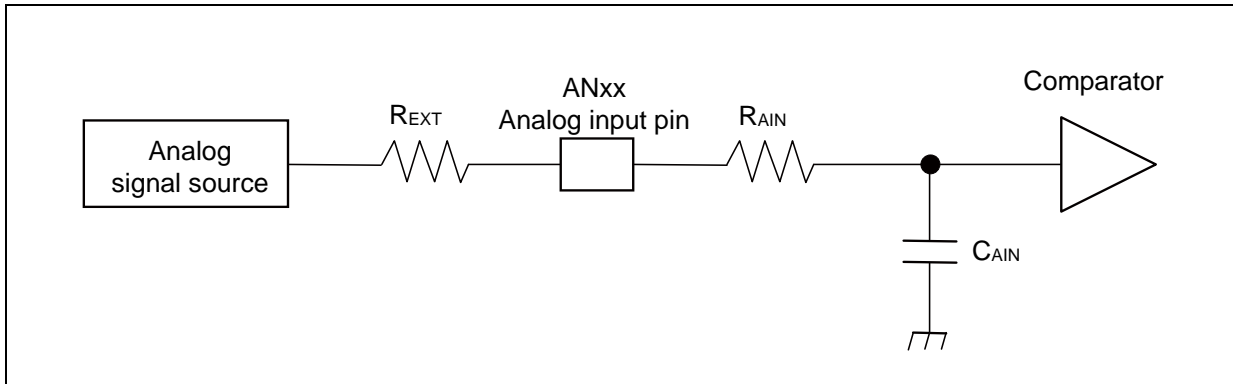 Comparator
ANxx
Analog input pin
REXT
RAIN
Analog
signal source
CAIN